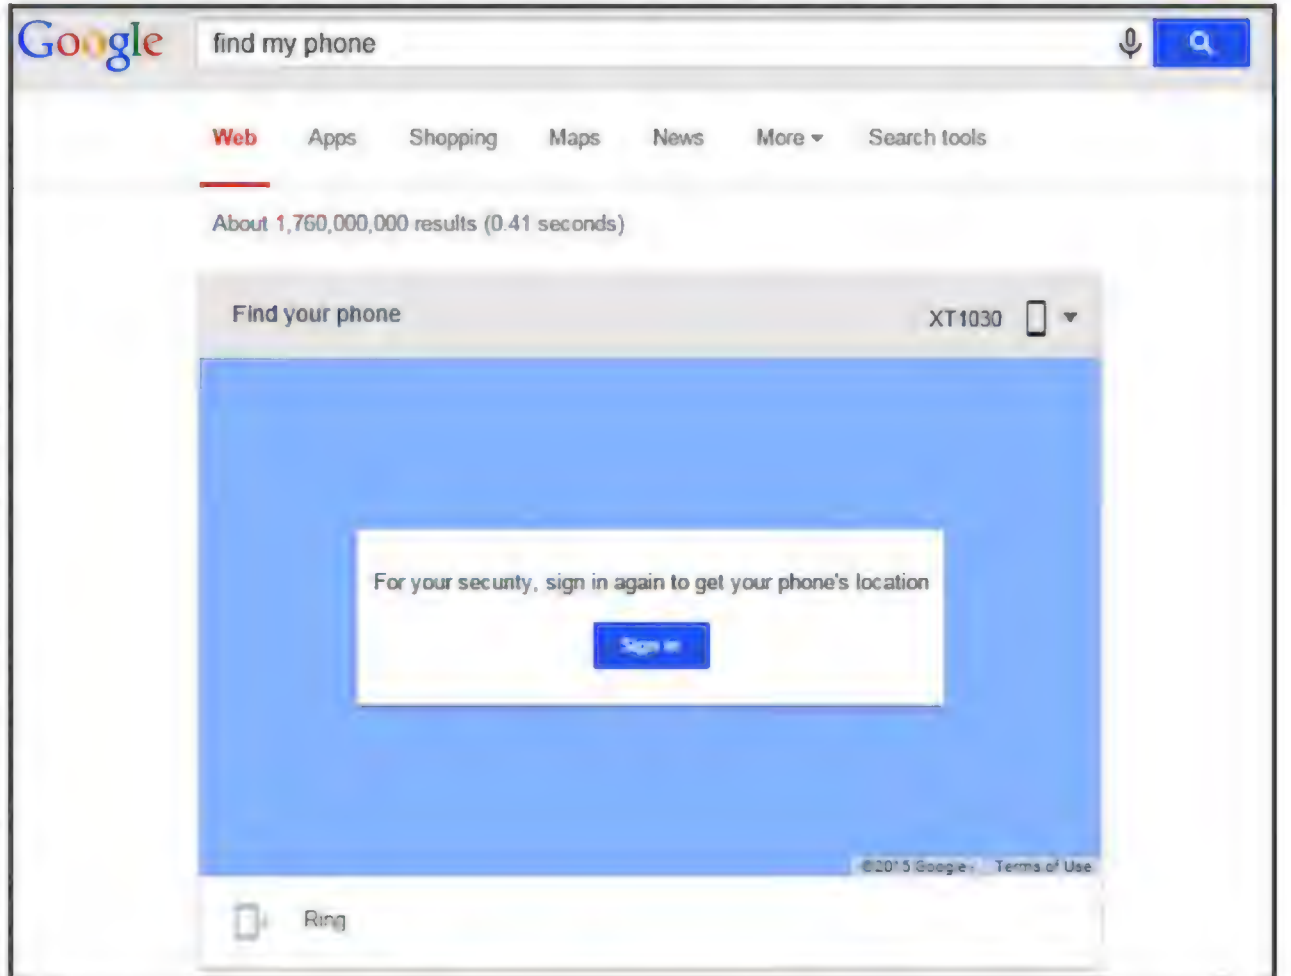 Google find my phone
Web Apps Shopping Maps News More Search tools
About 1,760,000,000 results (0.41 seconds)
Find your phone XT1030
For your security, sign in again to get your phone's location
Sign in
©2015 Google Terms of Use
Ring